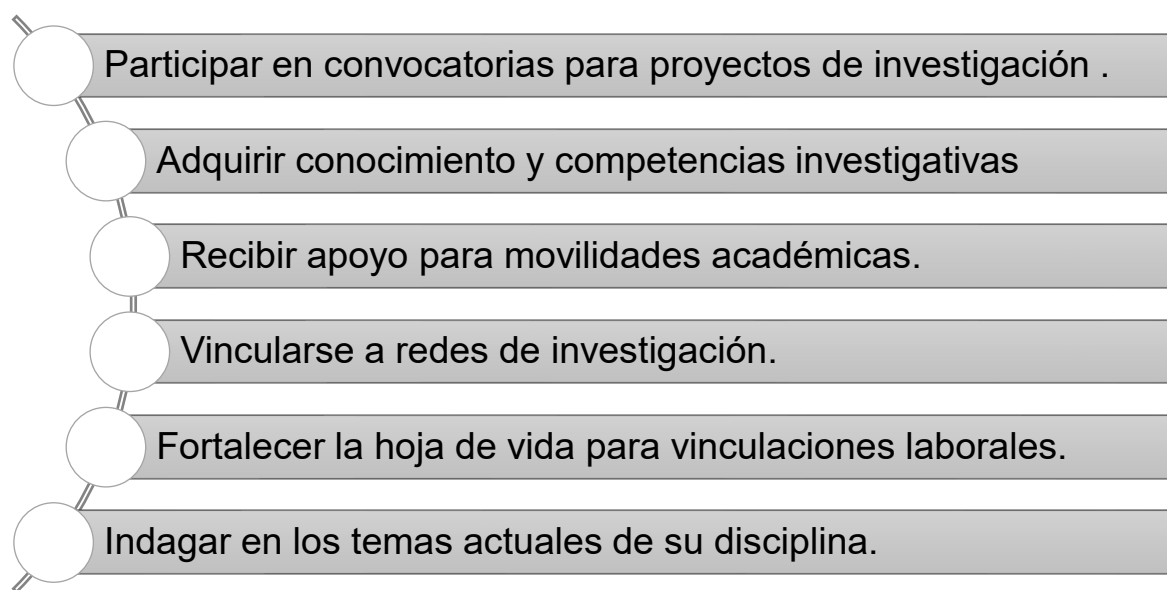 Participar en convocatorias para proyectos de investigación .
Adquirir conocimiento y competencias investigativas
Recibir apoyo para movilidades académicas.
Vincularse a redes de investigación.
Fortalecer la hoja de vida para vinculaciones laborales.
Indagar en los temas actuales de su disciplina.